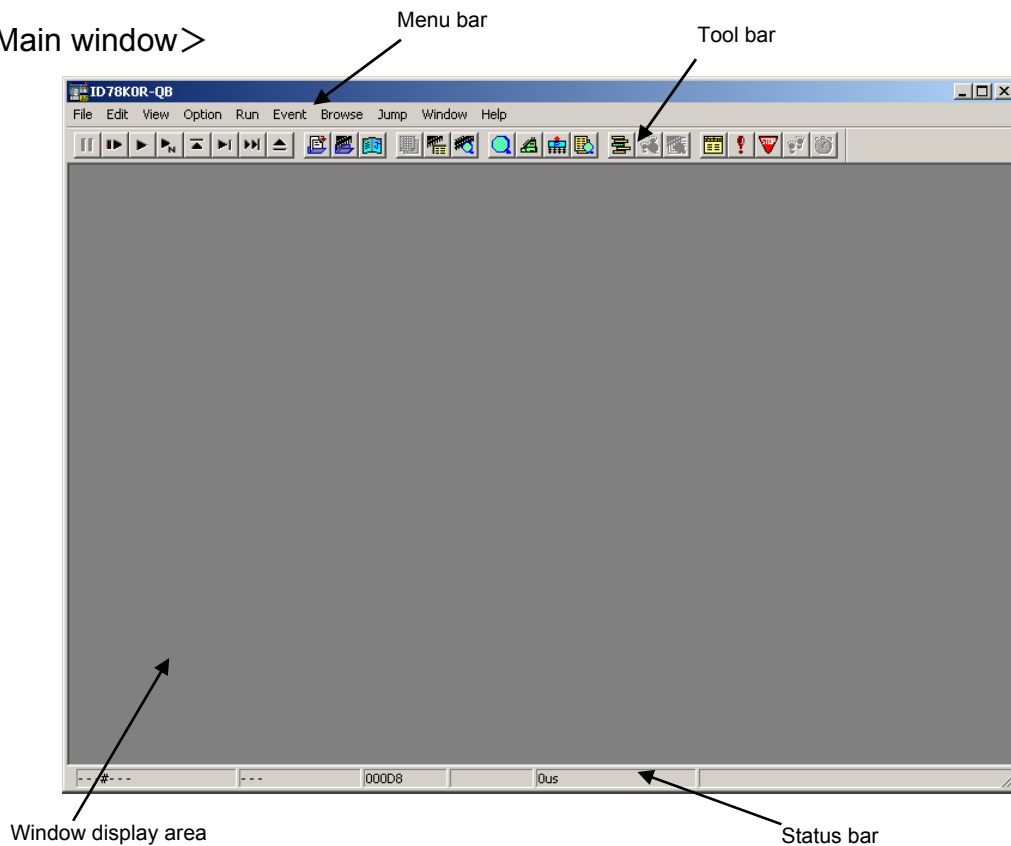 Menu bar
Main window＞
Tool bar
ID78K0R-QB
File Edit View Option Run Event Browse Jump Window Help
N
STOP
---#--- --- 000D8 0us
Window display area
Status bar